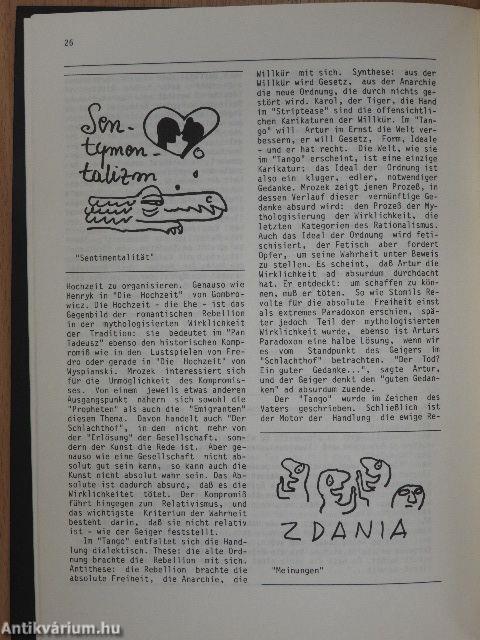 26
Sen-
tymen
talizm
"Sentimentalität"
Hochzeit zu organisieren. Genauso wie
Henryk in "Die Hochzeit" von Gombro-
wicz. Die Hochzeit - die Ehe - ist das
Gegenbild der romantischen Rebellion
in der mythologisierten Wirklichkeit
der Tradition: sie bedeutet im "Pan
Tadeusz" ebenso den historischen Kompro-
miß wie in den Lustspielen von Fre-
dro oder gerade in "Die Hochzeit" von
Wyspianski. Mrozek interessiert sich
für die Unmöglichkeit des Kompromis-
ses. Von einem jeweils etwas anderen
Ausgangspunkt nähern sich sowohl die
"Propheten" als auch die "Emigranten"
diesem Thema. Davon handelt auch "Der
Schlachthof", in dem nicht mehr von
der "Erlösung" der Gesellschaft, son-
dern der Kunst die Rede ist. Aber ge-
nauso wie eine Gesellschaft nicht ab-
solut gut sein kann, so kann auch die
Kunst nicht absolut wahr sein. Das Ab-
solute ist dadurch absurd, daß es die
Wirklichkeit tötet. Der Kompromiß
führt hingegen zum Relativismus, und
das wichtigste Kriterium der Wahrheit
besteht darin, daß sie nicht relativ
ist - wie der Geiger feststellt.
Im "Tango" entfaltet sich die Hand-
lung dialektisch. These: die alte Ord-
nung brachte die Rebellion mit sich.
Antithese: die Rebellion brachte die
absolute Freiheit, die Anarchie, die
Willkür mit sich. Synthese: aus der
Willkür wird Gesetz, aus der Anarchie
die neue Ordnung, die durch nichts ge-
stört wird. Karol, der Tiger, die Hand
im "Striptease" sind die offensichtli-
chen Karikaturen der Willkür. Im "Tan-
go" will Artur im Ernst die Welt ver-
bessern, er will Gesetz, Form, Ideale
- und er hat recht. Die Welt, wie sie
im "Tango" erscheint, ist eine einzige
Karikatur; das Ideal der Ordnung ist
also ein kluger, edler, notwendiger
Gedanke. Mrozek zeigt jenen Prozeß, in
dessen Verlauf dieser vernünftige Ge-
danke absurd wird: den Prozeß der My-
thologisierung der Wirklichkeit, die
letzten Kategorien des Rationalismus.
Auch das Ideal der Ordnung wird feti-
schisiert, der Fetisch aber fordert
Opfer, um seine Wahrheit unter Beweis
zu stellen. Es scheint, daß Artur die
Wirklichkeit ad absurdum durchdacht
hat. Er entdeckt: um schaffen zu kön-
nen, muß er töten. So wie Stomils Re-
volte für die absolute Freiheit einst
als extremes Paradoxon erschien, spä-
ter jedoch Teil der mythologisierten
Wirklichkeit wurde, ebenso ist Arturs
Paradoxon eine halbe Lösung, wenn wir
es vom Standpunkt des Geigers im
"Schlachthof" betrachten. "Der Tod?
Ein guter Gedanke...", sagte Artur,
und der Geiger denkt den "guten Gedan-
ken" ad absurdum zuende.
Der "Tango" wurde im Zeichen des
Vaters geschrieben. Schließlich ist
der Motor der Handlung die ewige Re-
ZDANIA
"Meinungen"
Antikvárium.hu